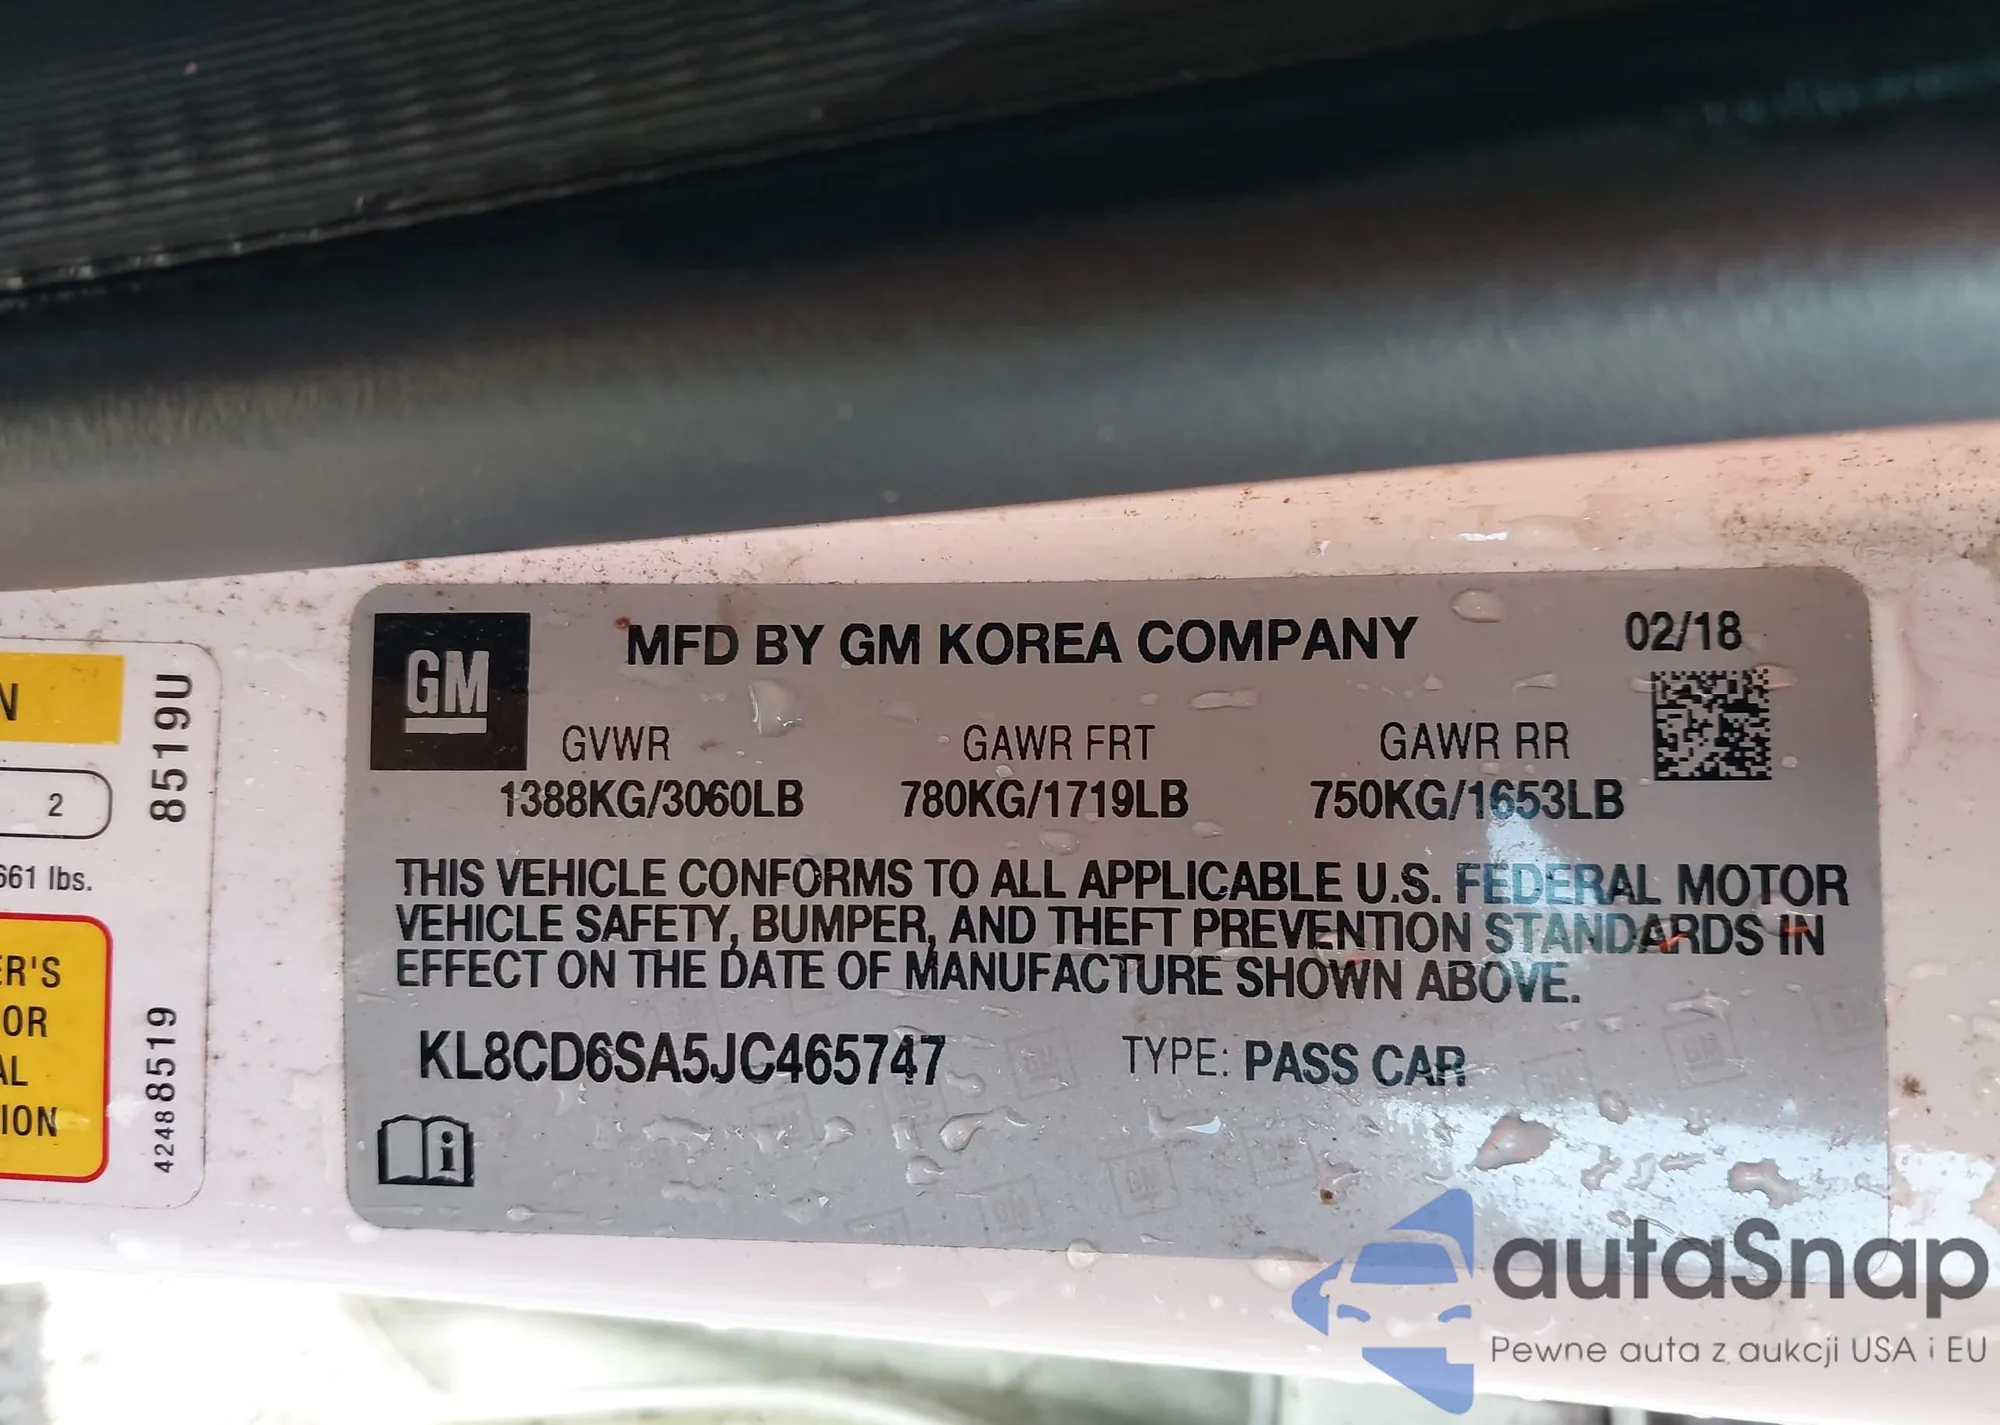 N
2
661 lbs.
ER'S
OR
AL
ION
8519U
42488519
GM
MFD BY GM KOREA COMPANY
02/18
GVWR GAWR FRT GAWR RR
1388KG/3060LB 780KG/1719LB 750KG/1653LB
THIS VEHICLE CONFORMS TO ALL APPLICABLE U.S. FEDERAL MOTOR
VEHICLE SAFETY, BUMPER, AND THEFT PREVENTION STANDARDS IN
EFFECT ON THE DATE OF MANUFACTURE SHOWN ABOVE.
KL8CD6SA5JC465747 TYPE: PASS CAR
i
autaSnap
Pewne auta z aukcji USA i EU